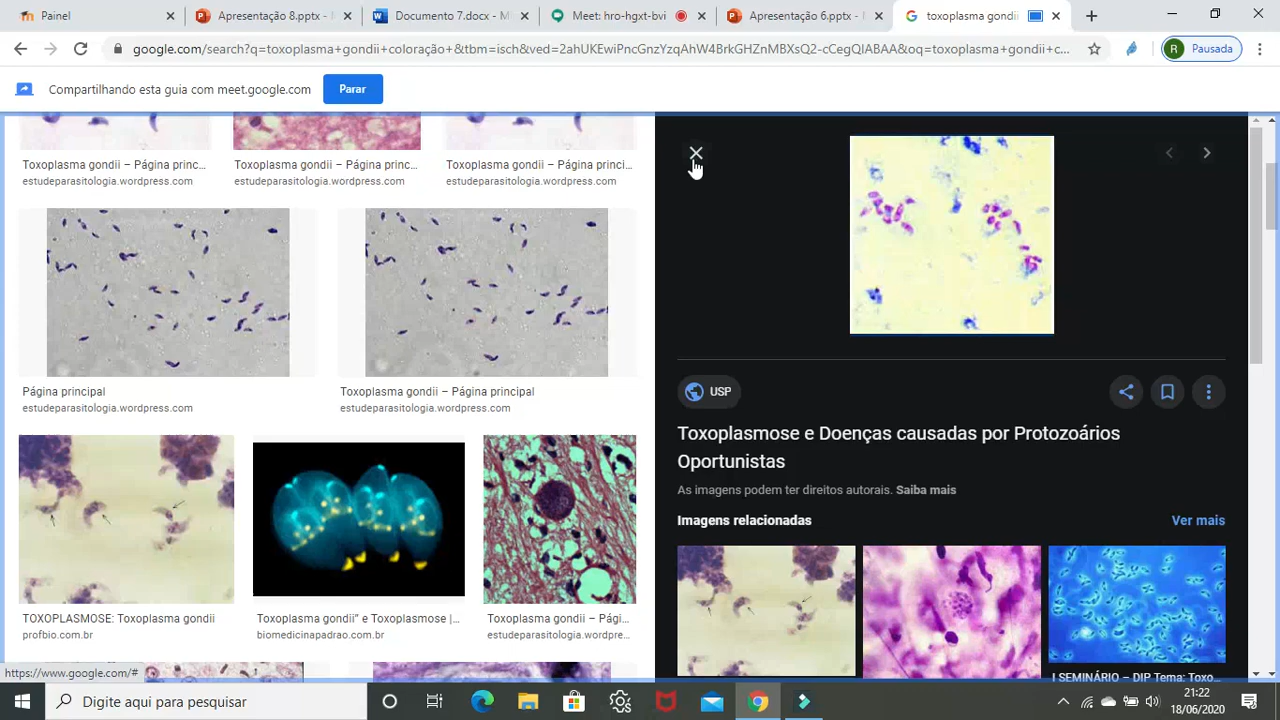 Painel
Apresentação 8.pptx -
Documento 7.docx - M
Meet: hro-hgxt-bvi
Apresentação 6.pptx -
toxoplasma gondii
google.com/search?q=toxoplasma+gondii+coloração+&tbm=isch&ved=2ahUKEwiPncGnzYzqAhW4BrkGHZnMBXsQ2-cCegQIABAA&oq=toxoplasma+gondii+c...
R Pausada
Compartilhando esta guia com meet.google.com
Parar
Toxoplasma gondii – Página princ...
estudeparasitologia.wordpress.com
Toxoplasma gondii – Página princ...
estudeparasitologia.wordpress.com
Toxoplasma gondii – Página princi...
estudeparasitologia.wordpress.com
Página principal
estudeparasitologia.wordpress.com
Toxoplasma gondii – Página principal
estudeparasitologia.wordpress.com
TOXOPLASMOSE: Toxoplasma gondii
profbio.com.br
Toxoplasma gondii” e Toxoplasmose |...
biomedicinapadrao.com.br
Toxoplasma gondii – Pági...
estudeparasitologia.wordpre...
USP
Toxoplasmose e Doenças causadas por Protozoários
Oportunistas
As imagens podem ter direitos autorais. Saiba mais
Imagens relacionadas
Ver mais
I SEMINÁRIO – DIP Tema: Toxo...
https://www.google.com/#
Digite aqui para pesquisar
21:22
18/06/2020